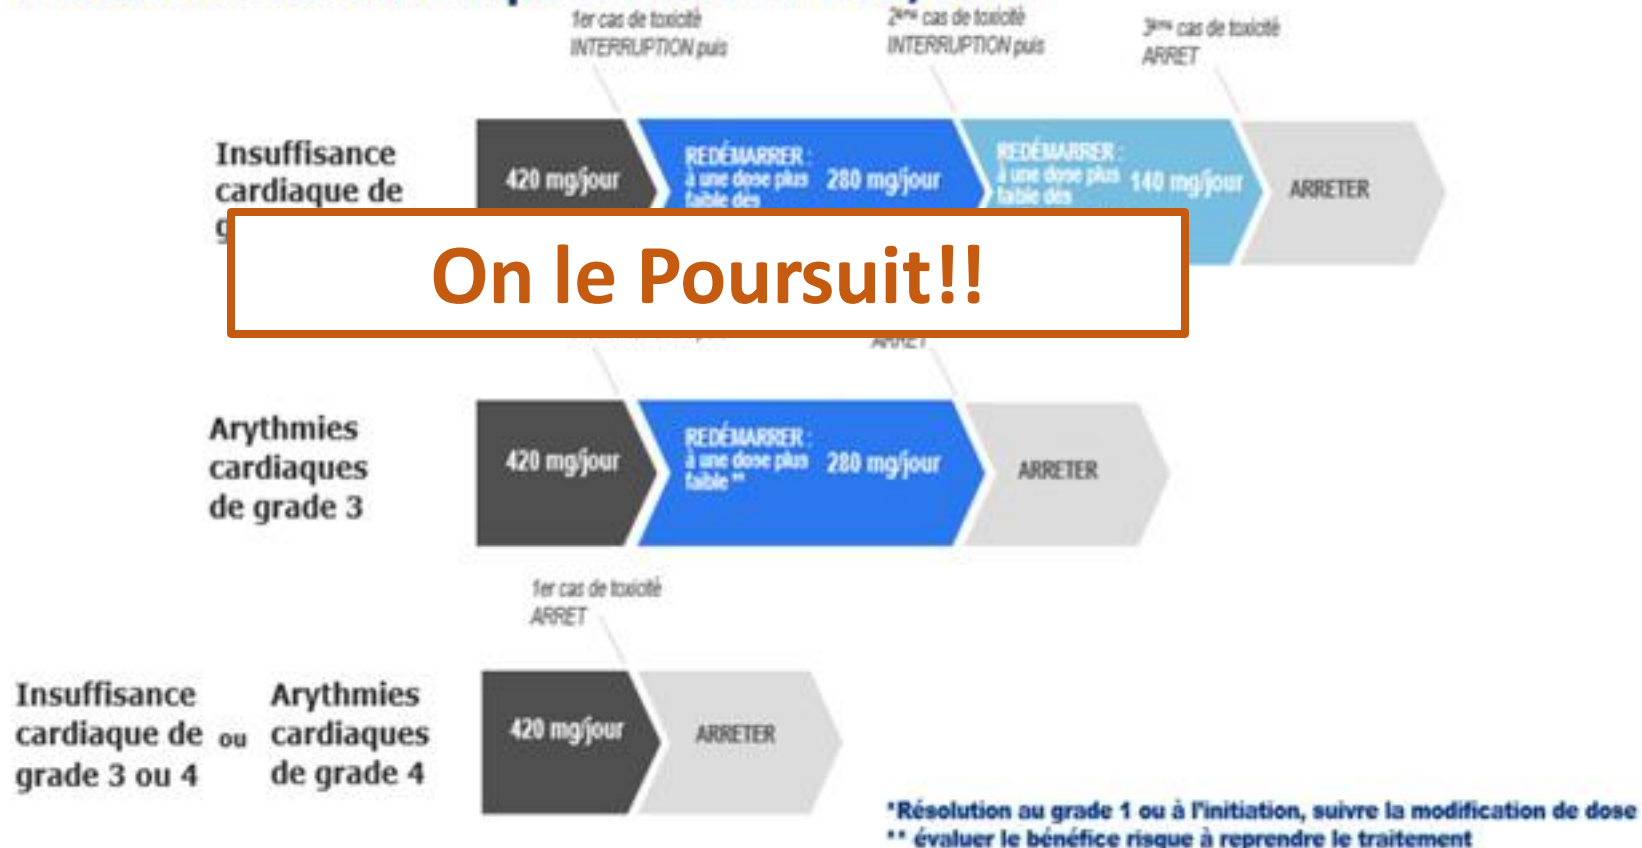 1er cas de toxicité
INTERRUPTION puis
2ème cas de toxicité
INTERRUPTION puis
3ème cas de toxicité
ARRET
Insuffisance
cardiaque de
420 mg/jour
REDÉMARRER :
à une dose plus
faible dès
280 mg/jour
REDÉMARRER :
à une dose plus
faible dès
140 mg/jour
ARRETER
On le Poursuit!!
ARRET
Arythmies
cardiaques
de grade 3
420 mg/jour
REDÉMARRER :
à une dose plus
faible **
280 mg/jour
ARRETER
1er cas de toxicité
ARRET
Insuffisance
cardiaque de
grade 3 ou 4
ou
Arythmies
cardiaques
de grade 4
420 mg/jour
ARRETER
*Résolution au grade 1 ou à l'initiation, suivre la modification de dose
** évaluer le bénéfice risque à reprendre le traitement